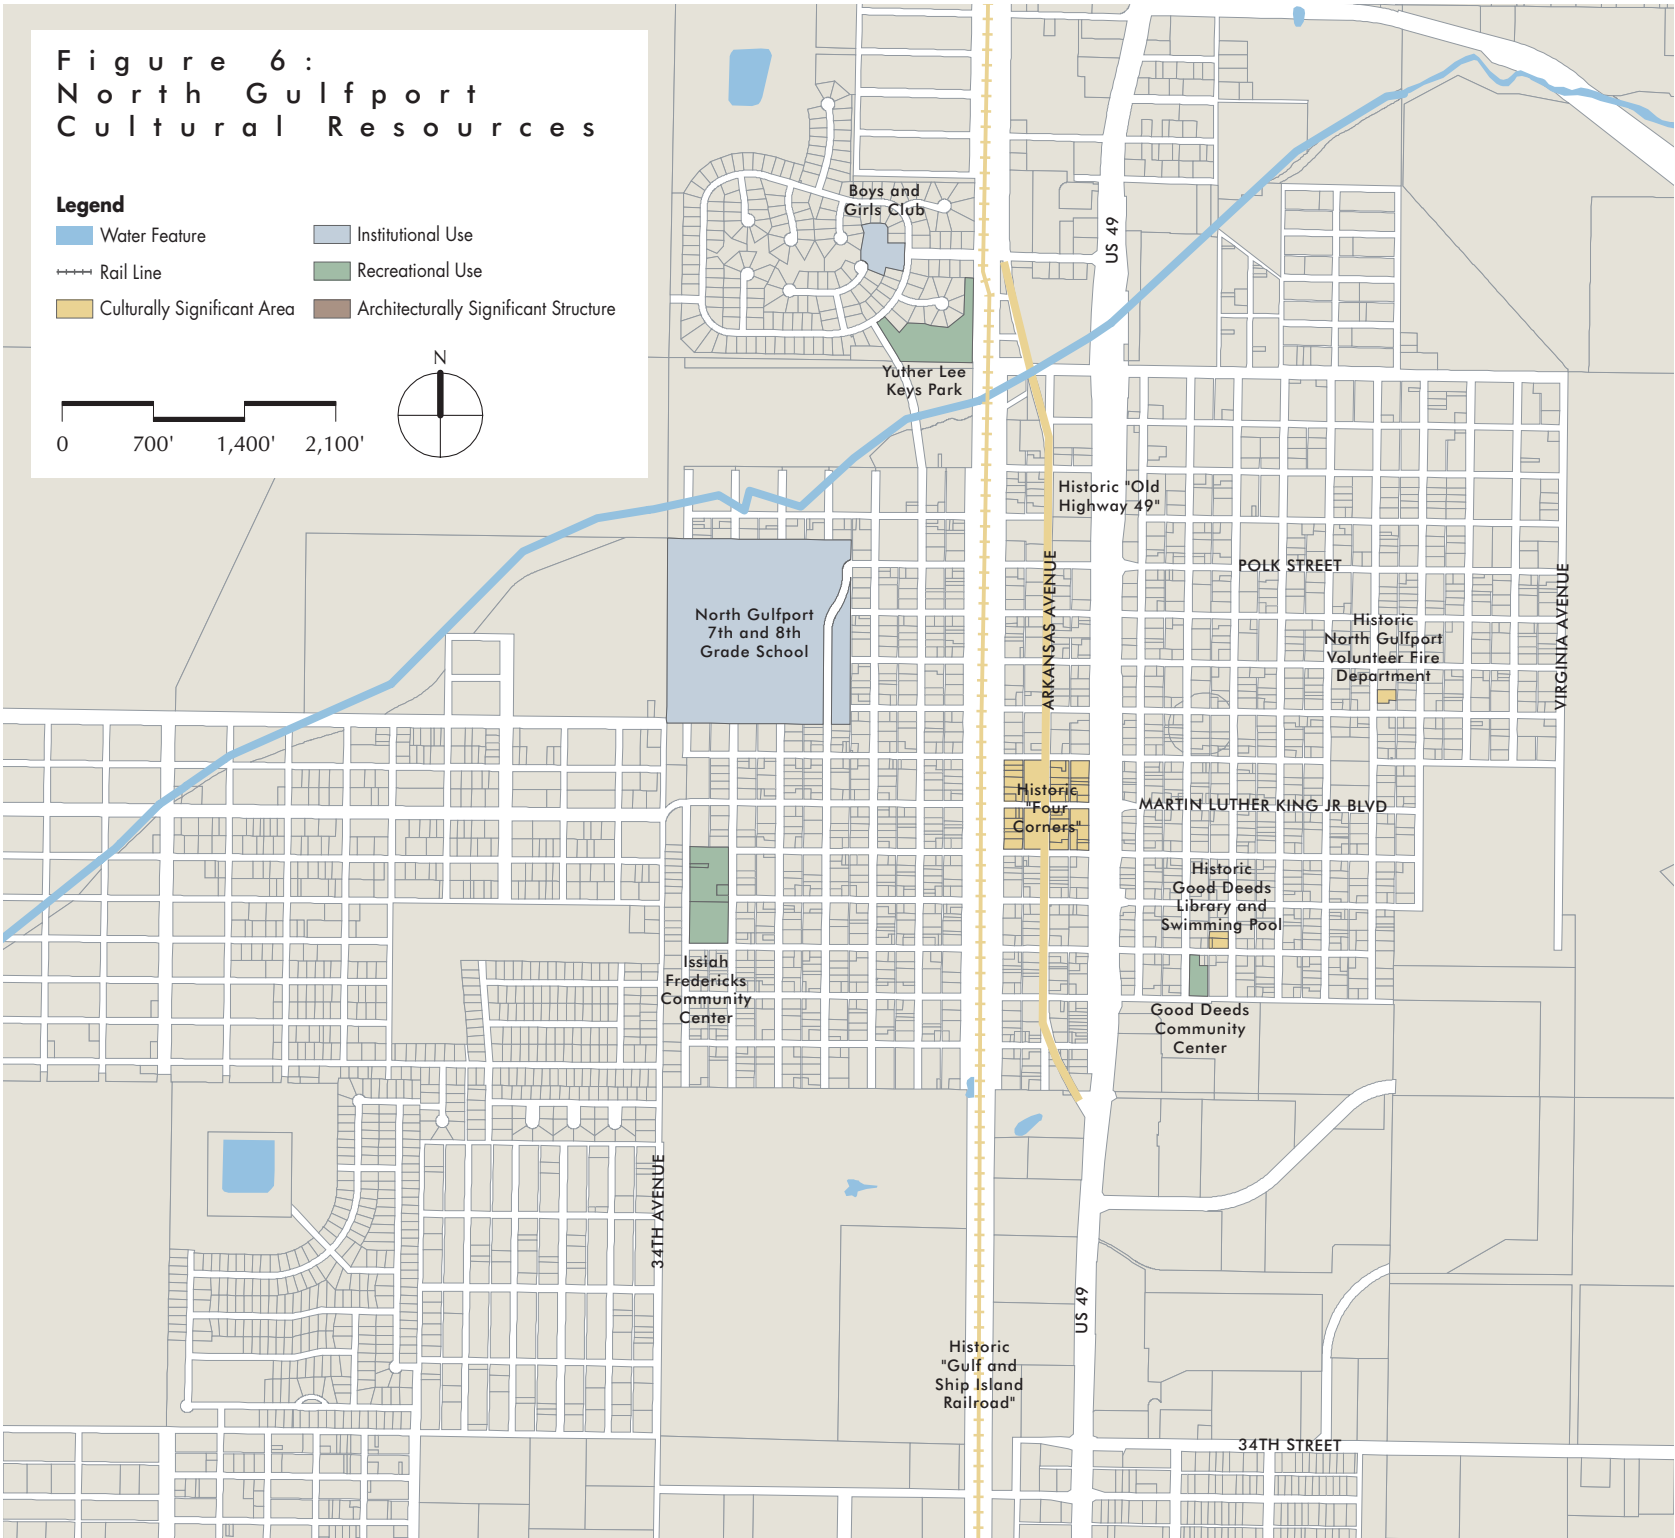 Figure 6:
North Gulfport
Cultural Resources
Legend
Water Feature
Institutional Use
Rail Line
Recreational Use
Culturally Significant Area
Architecturally Significant Structure
N
0
700'
1,400'
2,100'
Boys and
Girls Club
US 49
Yuther Lee
Keys Park
Historic "Old
Highway 49"
POLK STREET
ARKANSAS AVENUE
VIRGINIA AVENUE
North Gulfport
7th and 8th
Grade School
Historic
North Gulfport
Volunteer Fire
Department
Historic
"Four
Corners"
MARTIN LUTHER KING JR BLVD
Historic
Good Deeds
Library and
Swimming Pool
Issiah
Fredericks
Community
Center
Good Deeds
Community
Center
34TH AVENUE
US 49
Historic
"Gulf and
Ship Island
Railroad"
34TH STREET